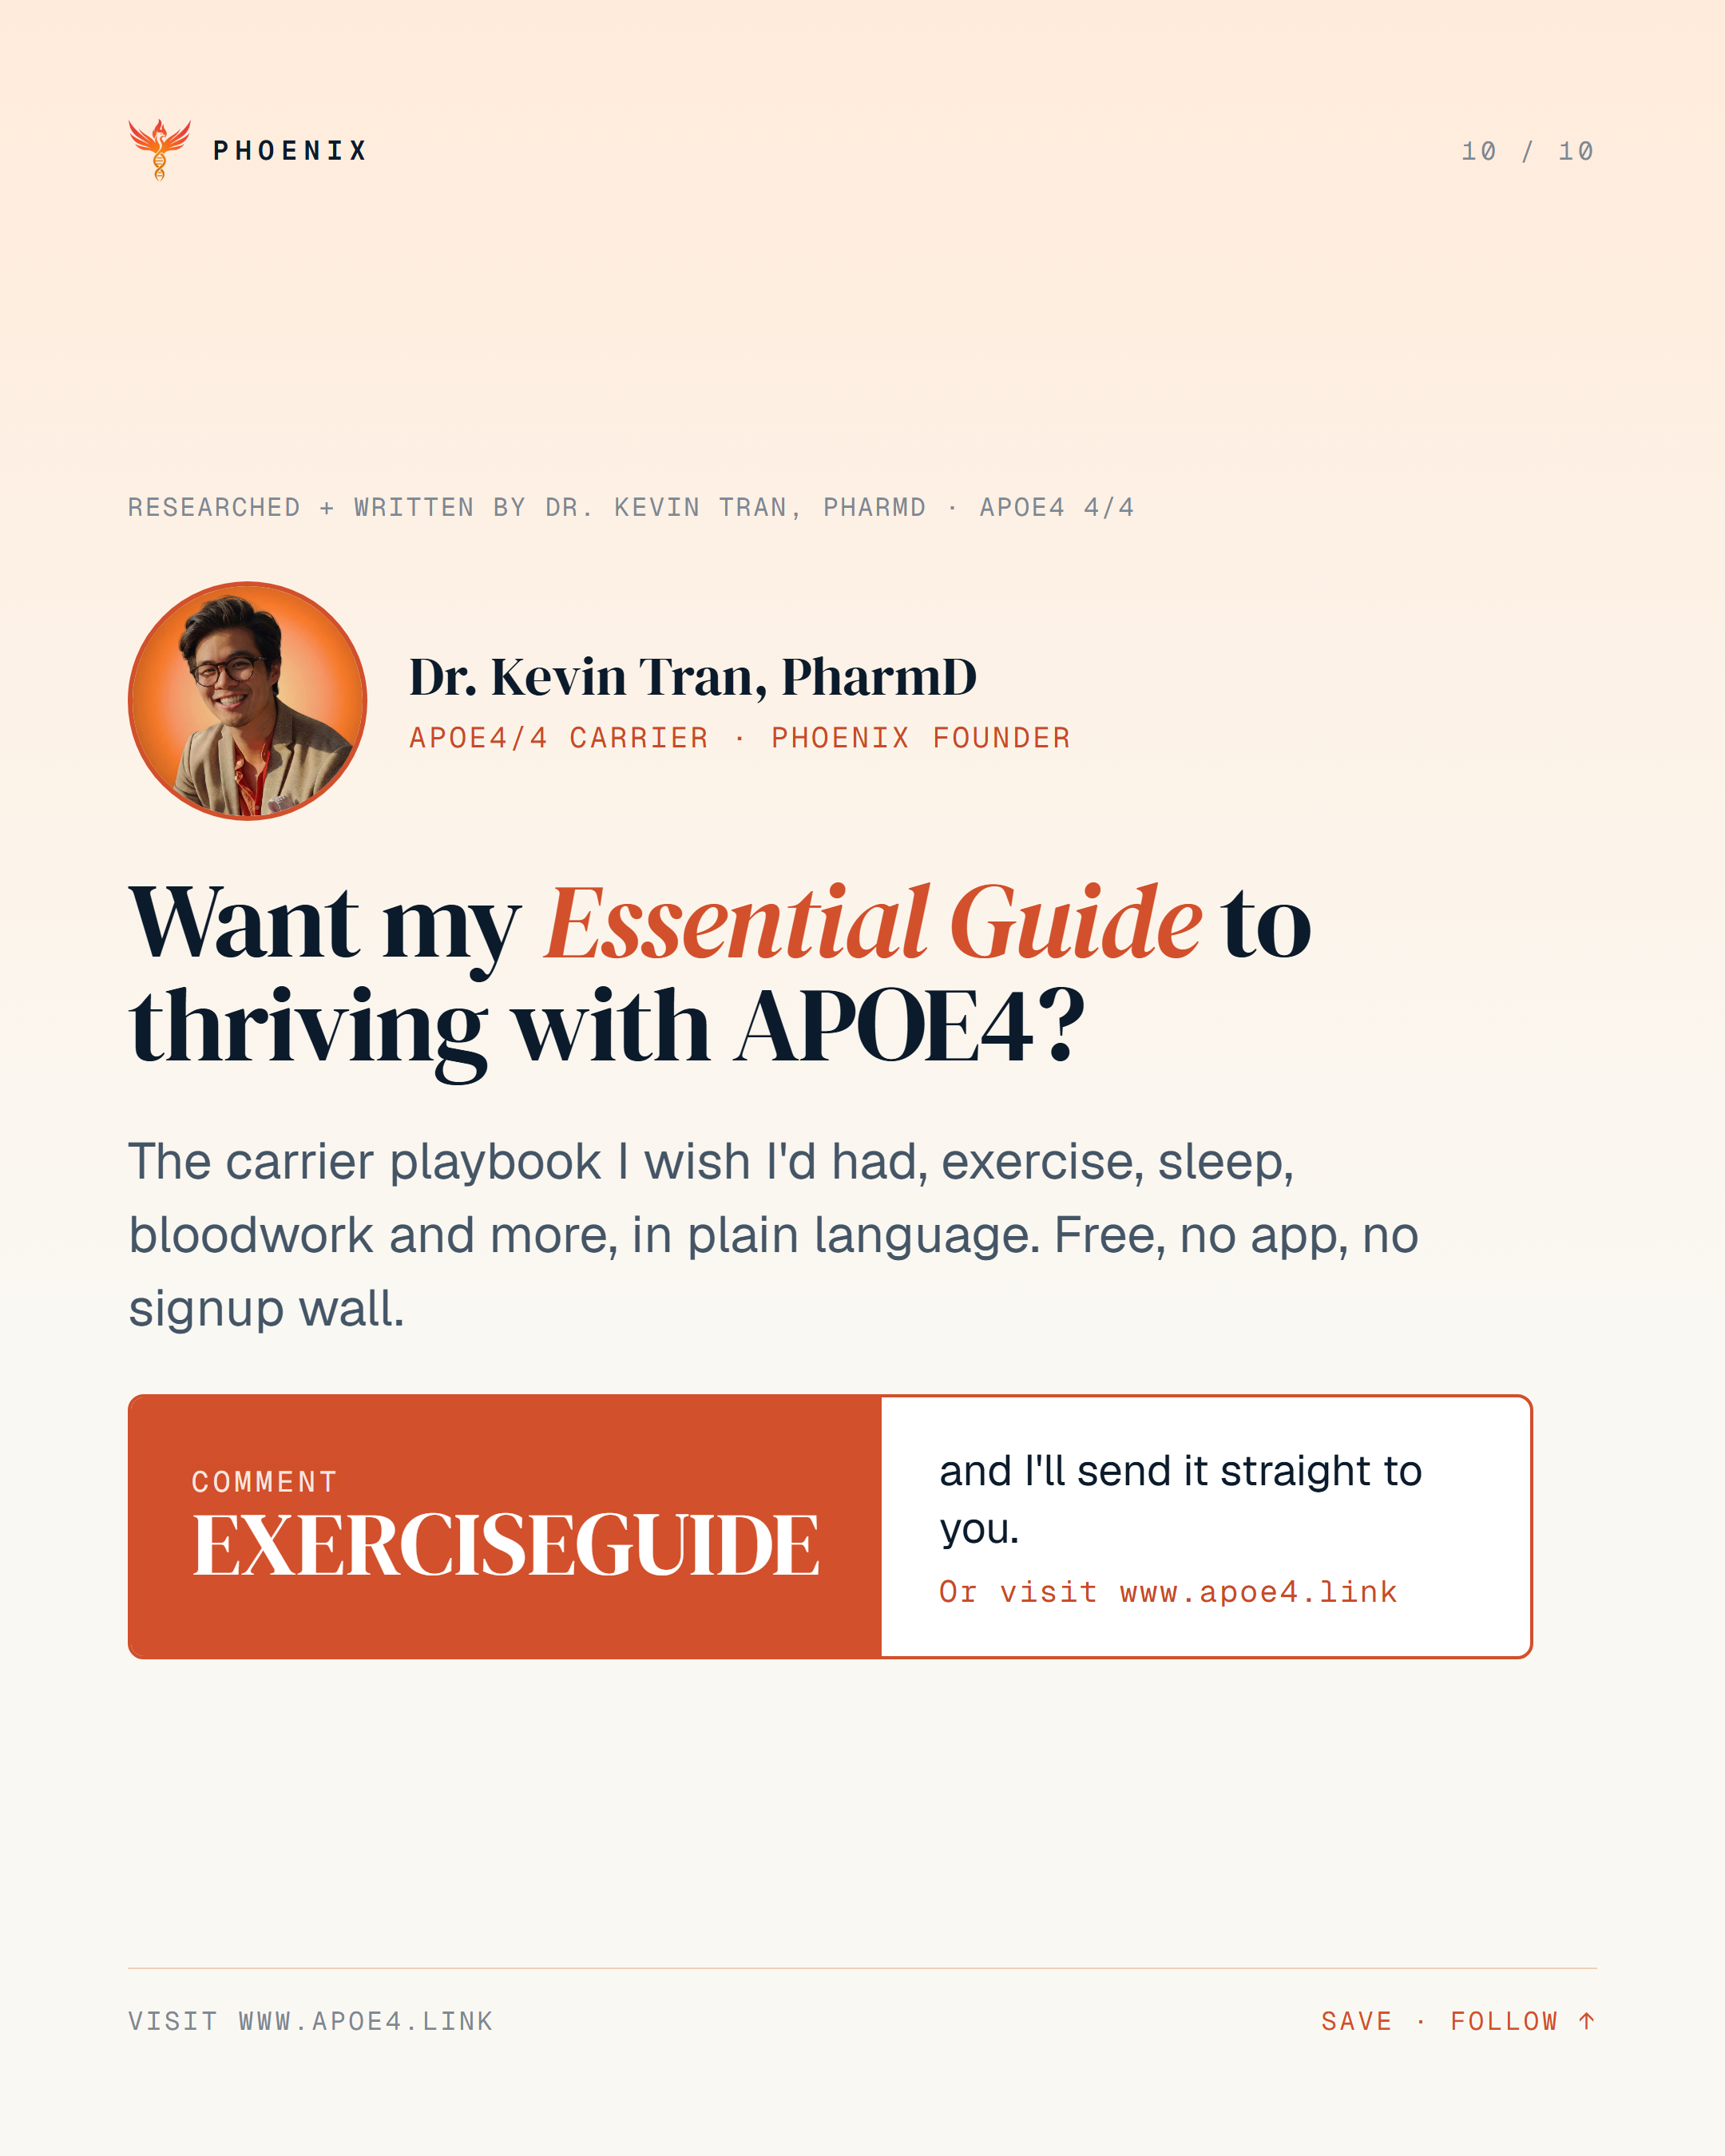 PHOENIX
10 / 10
RESEARCHED + WRITTEN BY DR. KEVIN TRAN, PHARMD · APOE4 4/4
Dr. Kevin Tran, PharmD
APOE4/4 CARRIER · PHOENIX FOUNDER
Want my Essential Guide to
thriving with APOE4?
The carrier playbook I wish I'd had, exercise, sleep,
bloodwork and more, in plain language. Free, no app, no
signup wall.
COMMENT
EXERCISEGUIDE
and I'll send it straight to
you.
Or visit www.apoe4.link
VISIT WWW.APOE4.LINK
SAVE · FOLLOW ↑